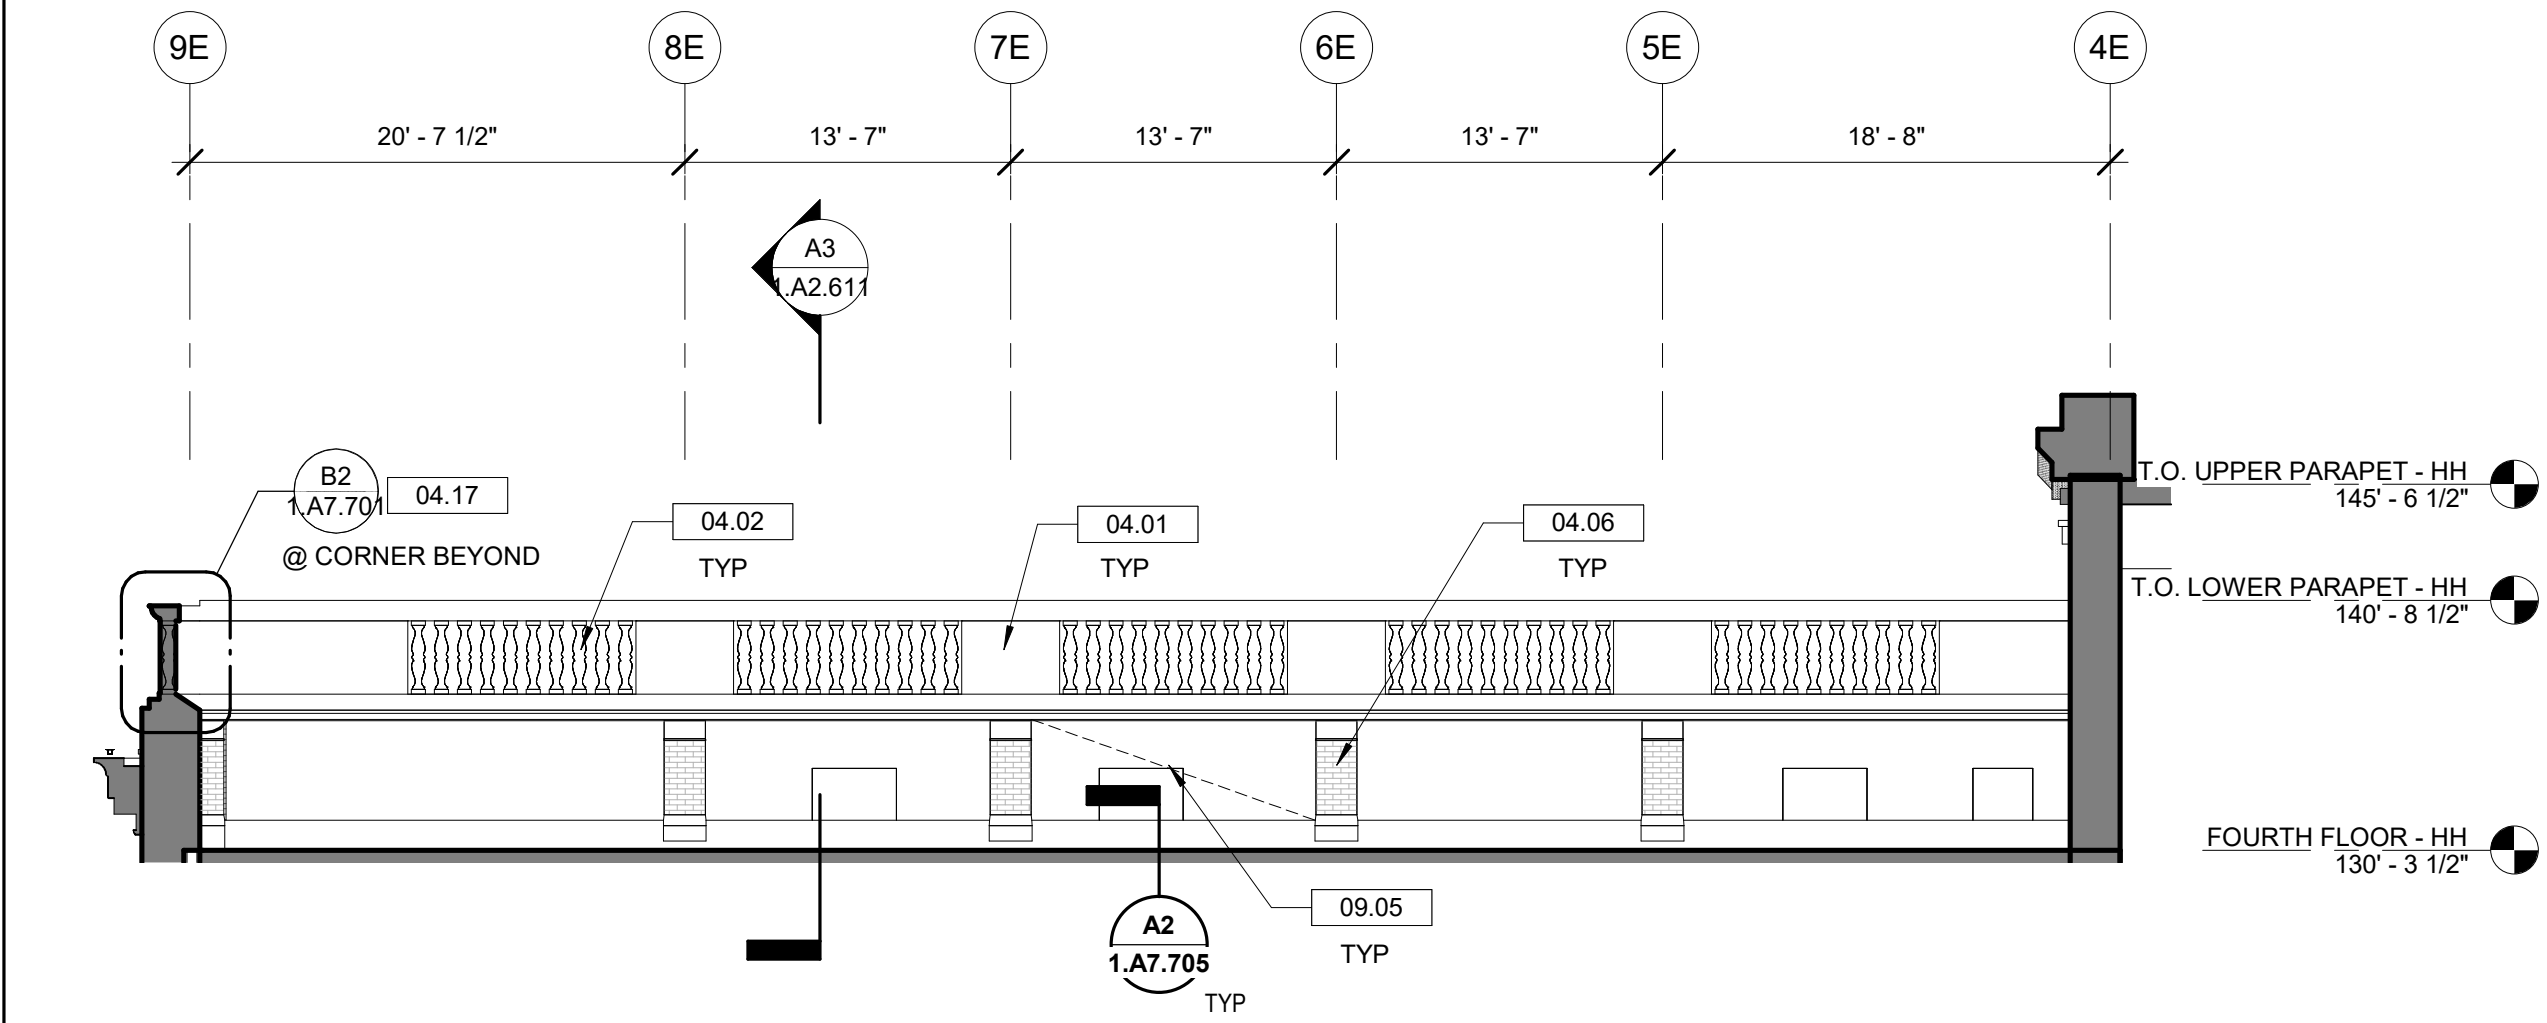 9E
8E
7E
6E
5E
4E
20' - 7 1/2"
13' - 7"
13' - 7"
13' - 7"
18' - 8"
A3
1.A2.611
B2
1.A7.701
04.17
@ CORNER BEYOND
04.02
TYP
04.01
TYP
04.06
TYP
T.O. UPPER PARAPET - HH
145' - 6 1/2"
T.O. LOWER PARAPET - HH
140' - 8 1/2"
FOURTH FLOOR - HH
130' - 3 1/2"
09.05
TYP
A2
1.A7.705
TYP